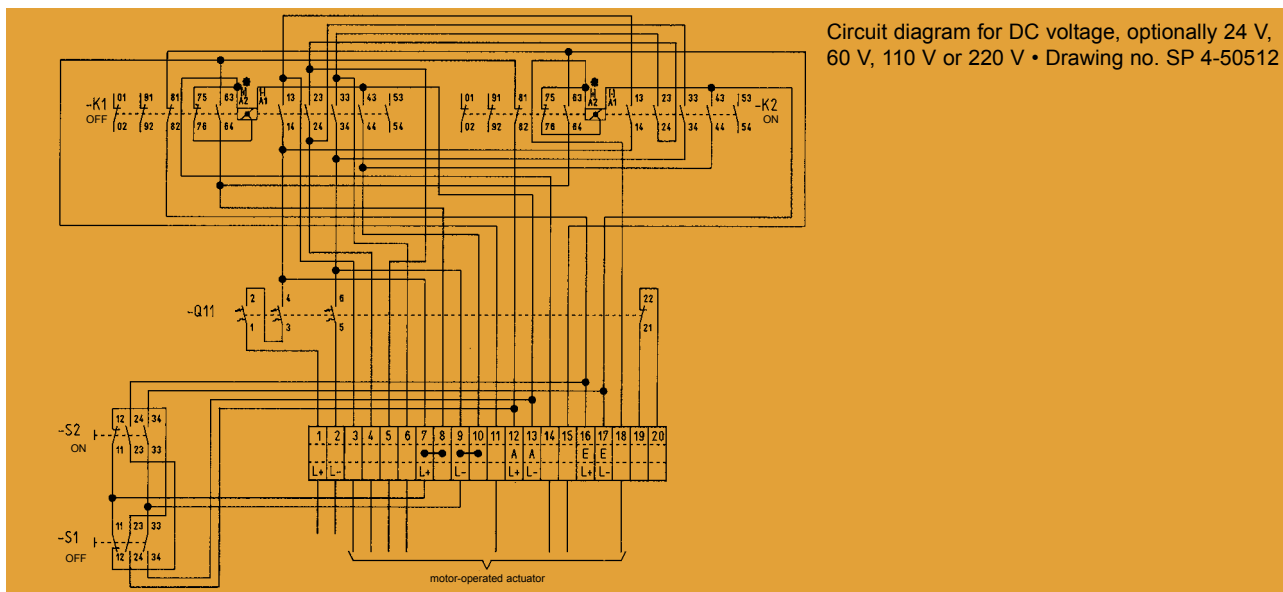 Circuit diagram for DC voltage, optionally 24 V,
60 V, 110 V or 220 V • Drawing no. SP 4-50512
01 91 81 75 63 A2 A1 13 23 33 43 53
-K1
OFF
02 92 82 76 64 14 24 34 44 54
01 91 81 75 63 A2 A1 13 23 33 43 53
-K2
ON
02 92 82 76 64 14 24 34 44 54
2 4 6 22
-Q11
1 3 5 21
12 24 34
-S2
ON
11 23 33
1 2 3 4 5 6 7 8 9 10 11 12 13 14 15 16 17 18 19 20
A A E E
L+ L- L+ L- L+ L- L+ L-
11 23 33
-S1
OFF
12 24 34
motor-operated actuator